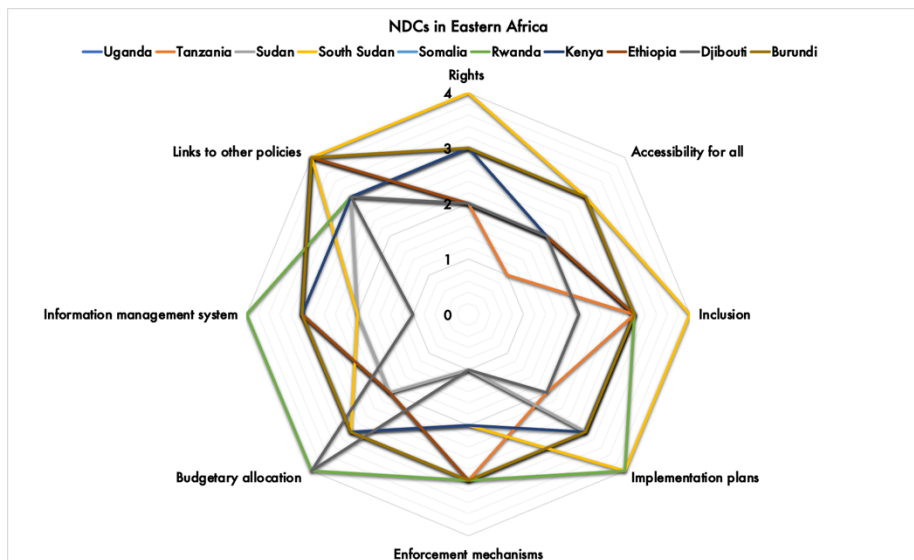 NDCs in Eastern Africa
Uganda Tanzania Sudan South Sudan Somalia Rwanda Kenya Ethiopia Djibouti Burundi
Rights
4
Links to other policies
3
Accessibility for all
2
1
Information management system
0
Inclusion
Budgetary allocation
Implementation plans
Enforcement mechanisms